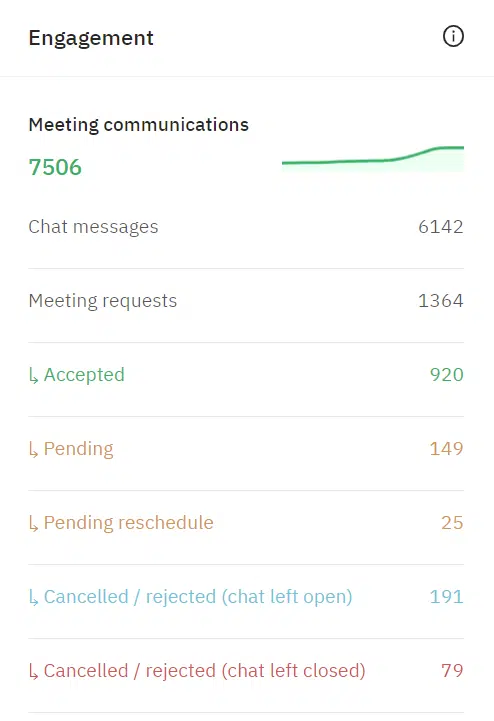 Engagement
Meeting communications
7506
Chat messages 6142
Meeting requests 1364
↳ Accepted 920
↳ Pending 149
↳ Pending reschedule 25
↳ Cancelled / rejected (chat left open) 191
↳ Cancelled / rejected (chat left closed) 79